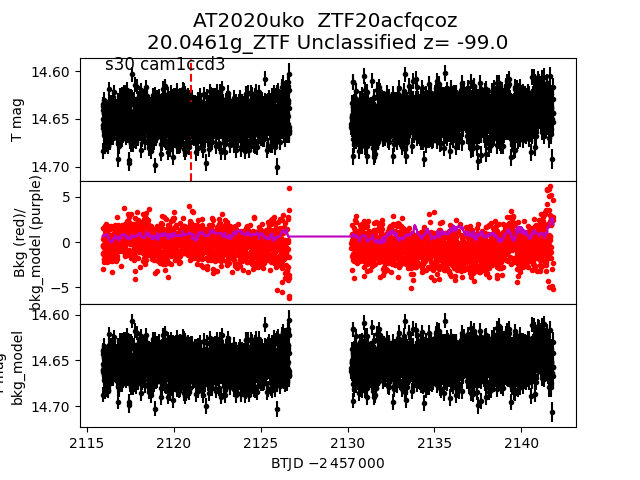 AT2020uko  ZTF20acfqcoz
20.0461g_ZTF Unclassified z= -99.0
s30 cam1ccd3
14.60
14.65
14.70
T mag
5
0
−5
Bkg (red)/
bkg_model (purple)
14.60
14.65
14.70
bkg_model
2115
2120
2125
2130
2135
2140
BTJD −2 457 000